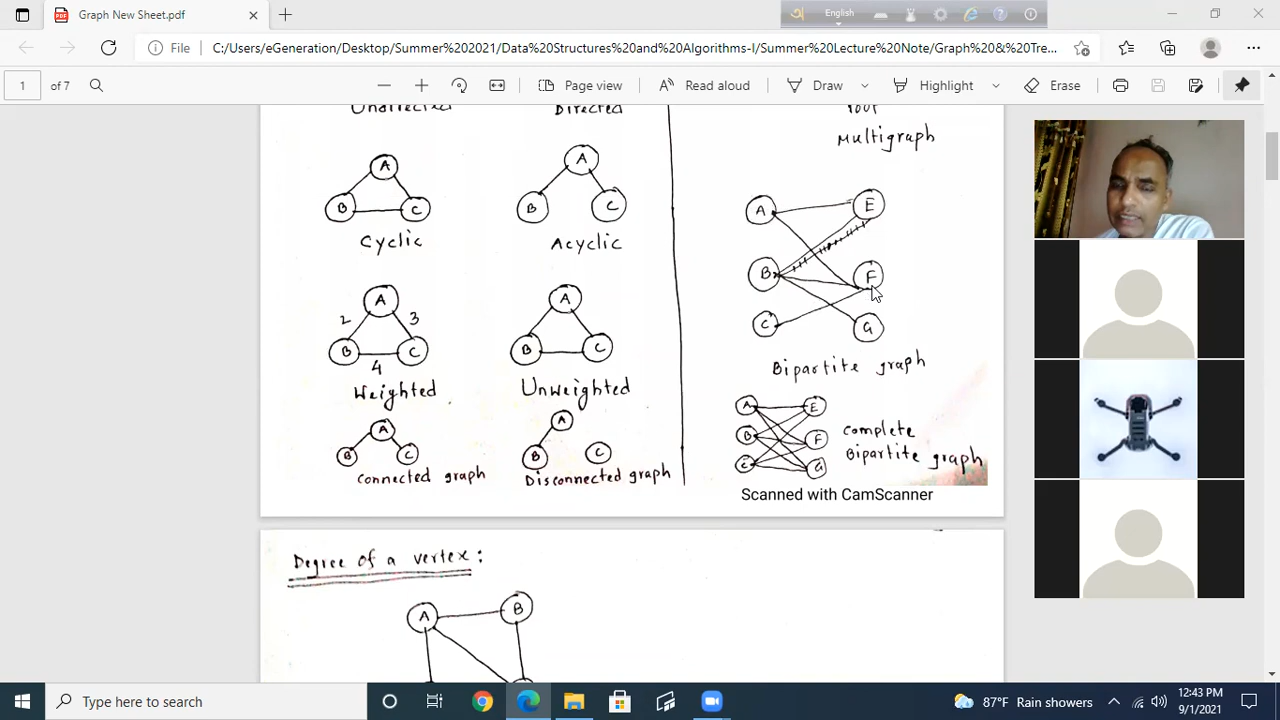 Graph New Sheet.pdf
English
File
C:/Users/eGeneration/Desktop/Summer%202021/Data%20Structures%20and%20Algorithms-I/Summer%20Lecture%20Note/Graph%20&%20Tre...
1 of 7
Page view
Read aloud
Draw
Highlight
Erase
Undirected
Directed
Multigraph
A
B C
Cyclic
A
B C
Acyclic
A
2 3
B C
4
Weighted
A
B C
Unweighted
A
B C
Connected graph
A
B C
Disconnected graph
A E
B F
C G
Bipartite graph
A E
B F
C G
Complete
Bipartite graph
Scanned with CamScanner
Degree of a vertex:
A B
Type here to search
87°F Rain showers
12:43 PM
9/1/2021